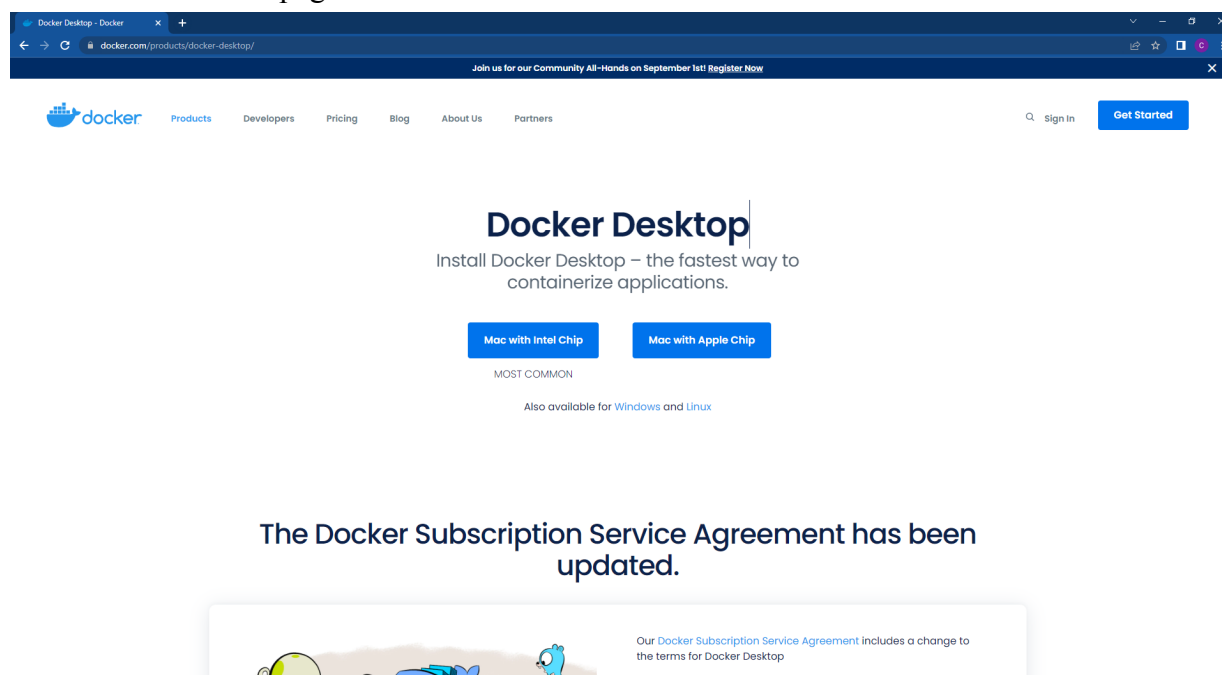 Docker Desktop - Docker
docker.com/products/docker-desktop/
C
Join us for our Community All-Hands on September 1st! Register Now
docker
Products Developers Pricing Blog About Us Partners
Sign In
Get Started
Docker Desktop
Install Docker Desktop – the fastest way to
containerize applications.
Mac with Intel Chip
Mac with Apple Chip
MOST COMMON
Also available for Windows and Linux
The Docker Subscription Service Agreement has been
updated.
Our Docker Subscription Service Agreement includes a change to
the terms for Docker Desktop